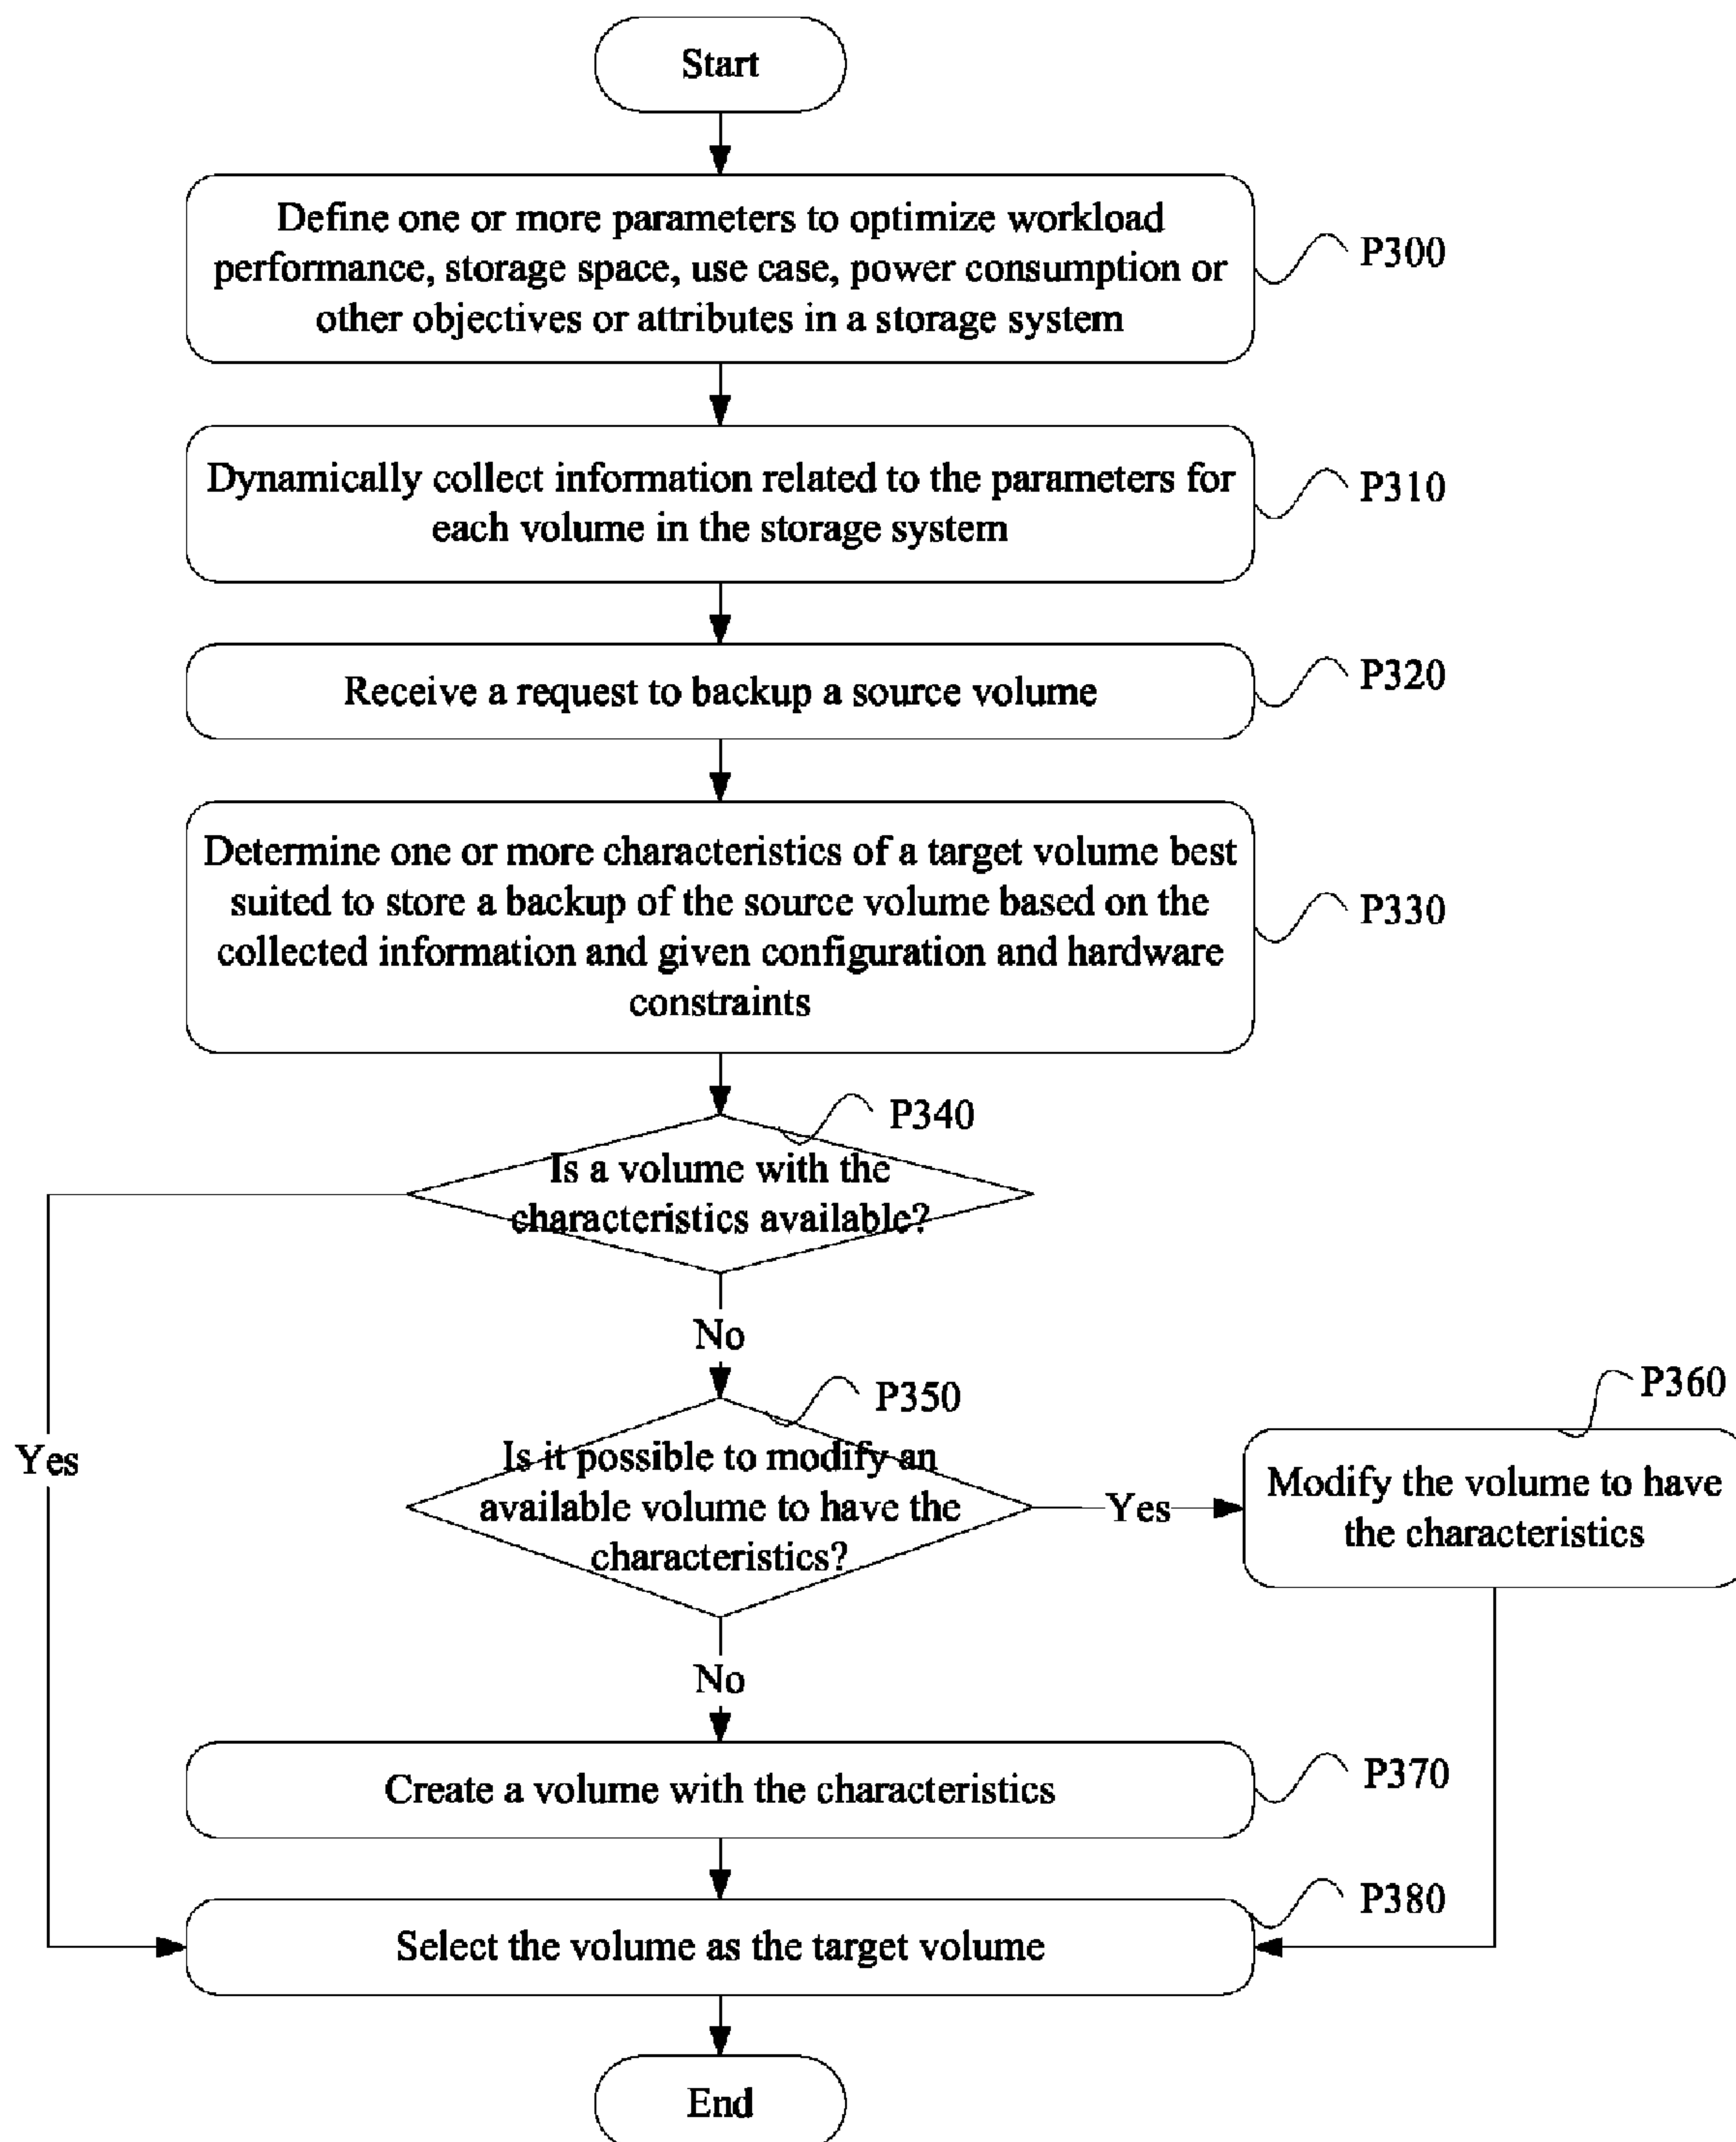 Start
Define one or more parameters to optimize workload
performance, storage space, use case, power consumption or
other objectives or attributes in a storage system
P300
Dynamically collect information related to the parameters for
each volume in the storage system
P310
Receive a request to backup a source volume
P320
Determine one or more characteristics of a target volume best
suited to store a backup of the source volume based on the
collected information and given configuration and hardware
constraints
P330
P340
Is a volume with the
characteristics available?
No
Yes
P350
Is it possible to modify an
available volume to have the
characteristics?
Yes
P360
Modify the volume to have
the characteristics
No
Create a volume with the characteristics
P370
Select the volume as the target volume
P380
End